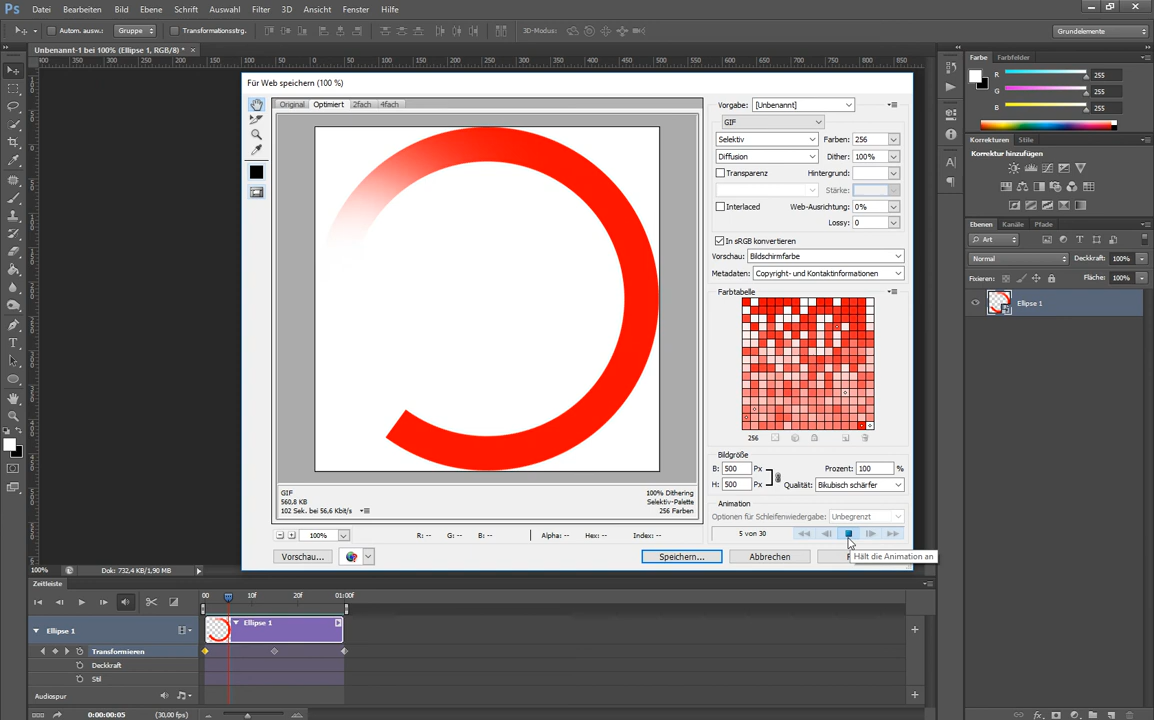 Ps Datei Bearbeiten Bild Ebene Schrift Auswahl Filter 3D Ansicht Fenster Hilfe
Autom. ausw.: Gruppe Transformationsstrg. 3D-Modus: Grundelemente
Unbenannt-1 bei 100% (Ellipse 1, RGB/8) *
Für Web speichern (100 %)
Original Optimiert 2fach 4fach
Vorgabe: [Unbenannt]
GIF
Selektiv Farben: 256
Diffusion Dither: 100%
Transparenz Hintergrund:
Stärke:
Interlaced Web-Ausrichtung: 0%
Lossy: 0
In sRGB konvertieren
Vorschau: Bildschirmfarbe
Metadaten: Copyright- und Kontaktinformationen
Farbtabelle
256
Bildgröße
B: 500 Px Prozent: 100 %
H: 500 Px Qualität: Bikubisch schärfer
Animation
Optionen für Schleifenwiedergabe: Unbegrenzt
5 von 30
Hält die Animation an
GIF
560,8 KB
102 Sek. bei 56,6 Kbit/s
100% Dithering
Selektiv-Palette
256 Farben
100% R: -- G: -- B: -- Alpha: -- Hex: -- Index: --
Vorschau... Speichern... Abbrechen
Farbe Farbfelder
R 255
G 255
B 255
Korrekturen Stile
Korrektur hinzufügen
Ebenen Kanäle Pfade
Art
Normal Deckkraft: 100%
Fixieren: Fläche: 100%
Ellipse 1
100% Dok: 732,4 KB/1,90 MB
Zeitleiste
00 10f 20f 01:00f
Ellipse 1 Ellipse 1
Transformieren
Deckkraft
Stil
Audiospur
0:00:00:05 (30,00 fps)